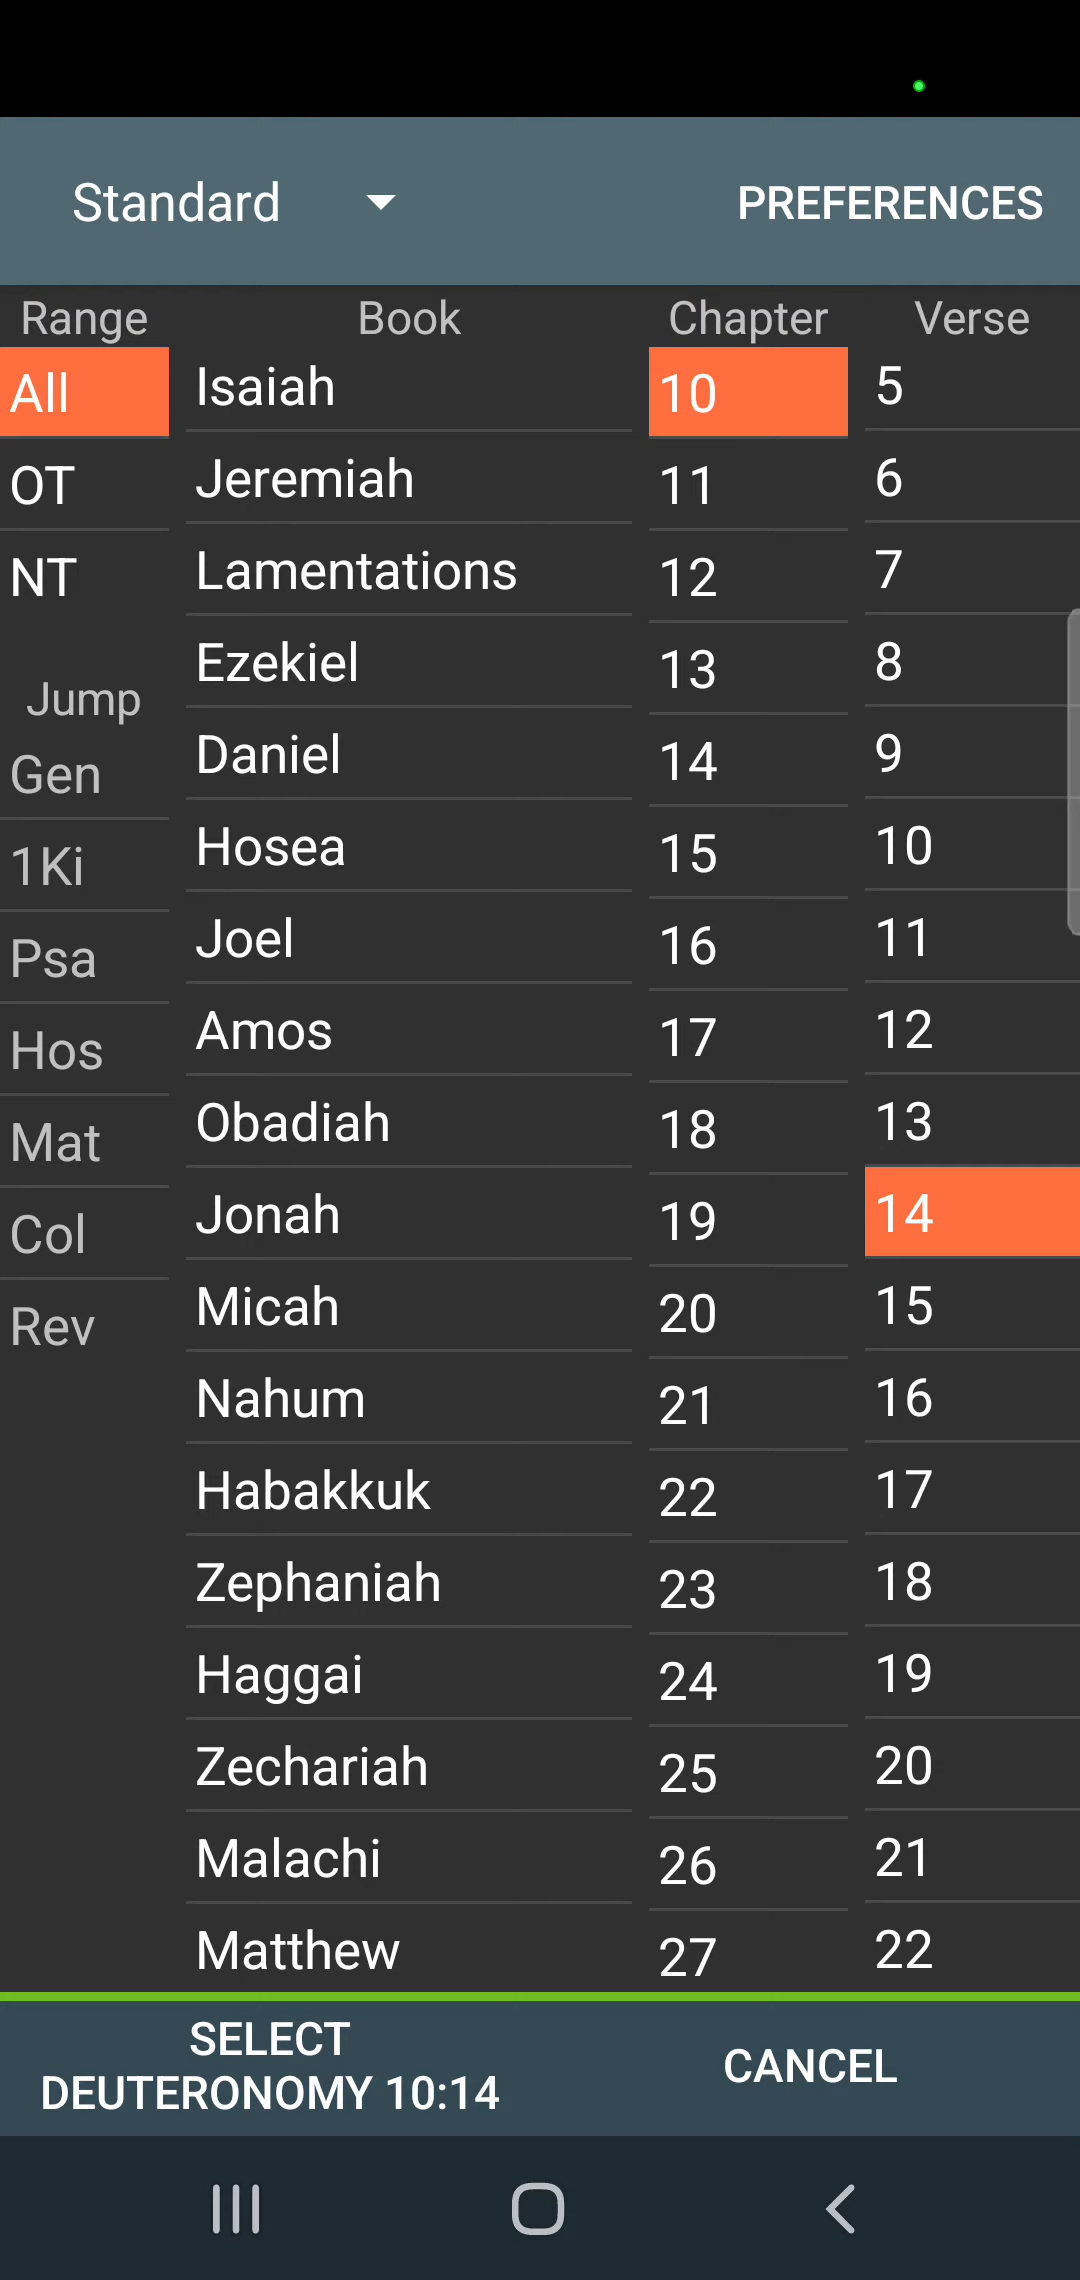 Standard
PREFERENCES
Range Book Chapter Verse
All Isaiah 10 5
OT Jeremiah 11 6
NT Lamentations 12 7
Ezekiel 13 8
Jump
Gen Daniel 14 9
1Ki Hosea 15 10
Psa Joel 16 11
Hos Amos 17 12
Mat Obadiah 18 13
Col Jonah 19 14
Rev Micah 20 15
Nahum 21 16
Habakkuk 22 17
Zephaniah 23 18
Haggai 24 19
Zechariah 25 20
Malachi 26 21
Matthew 27 22
SELECT
DEUTERONOMY 10:14
CANCEL